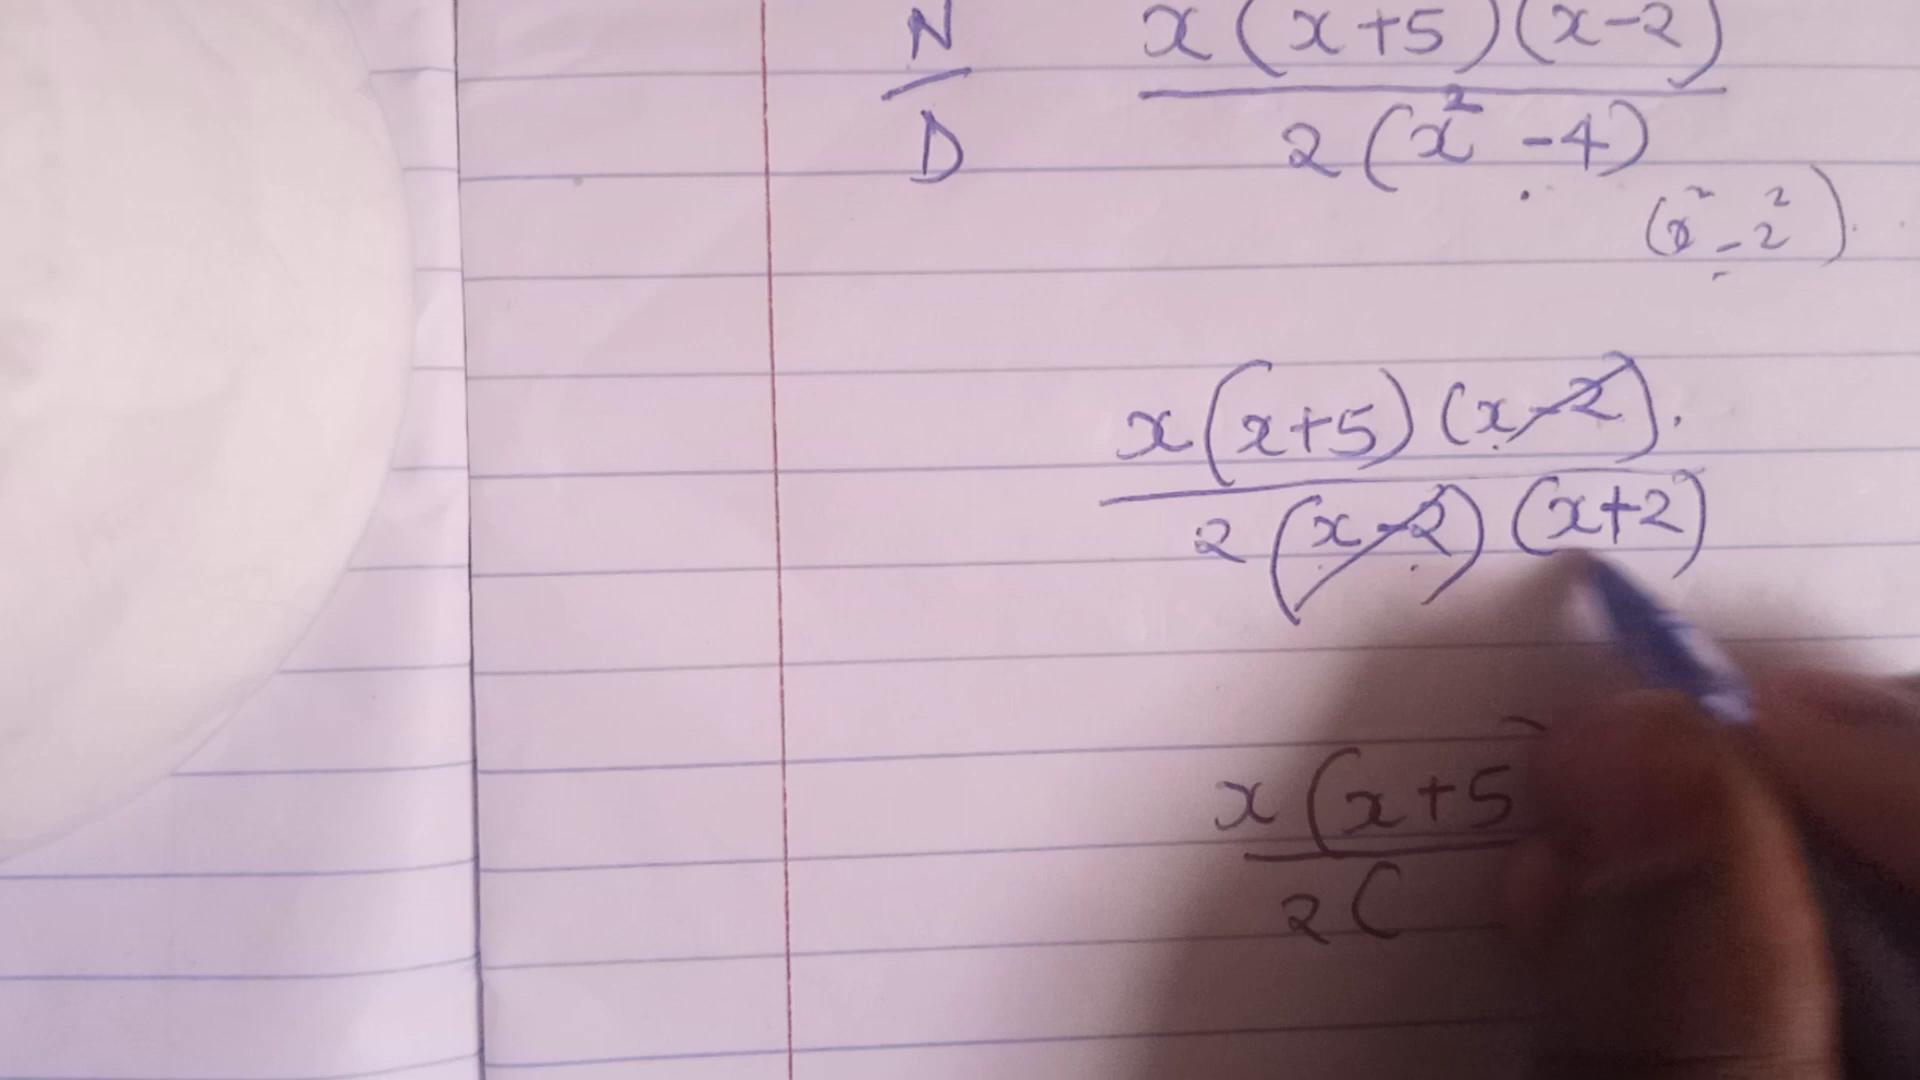 N x(x+5)(x-2)
D 2(x² -4)
(x² - 2²).
x(x+5)(x-2).
2(x-2)(x+2)
x(x+5
2(